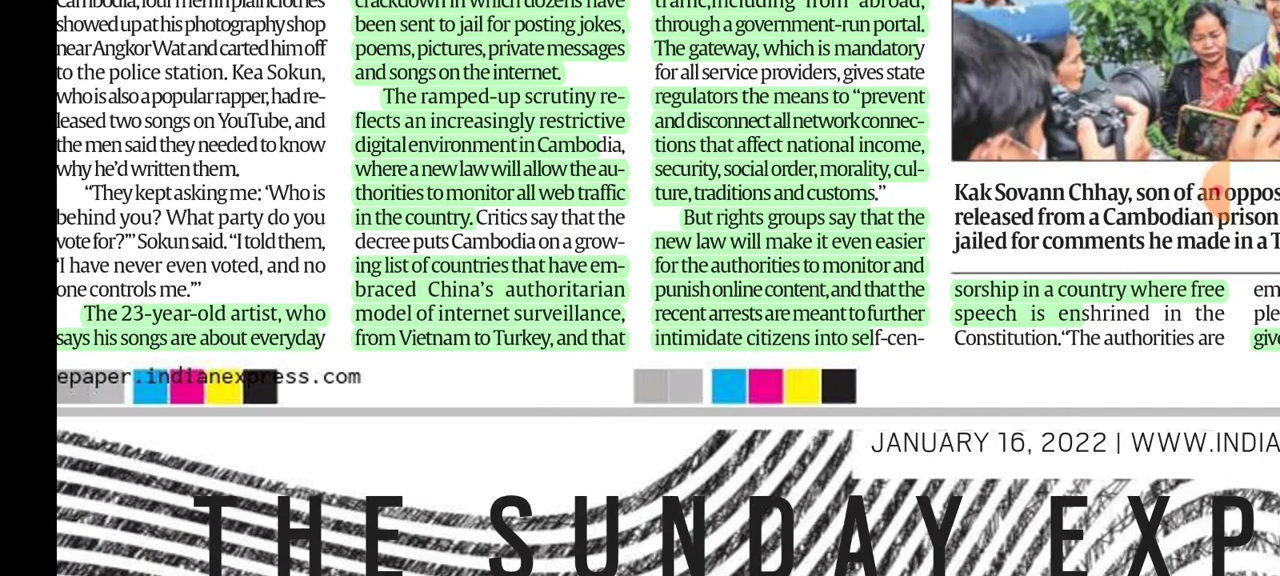 Cambodia, four men in plainclothes
showed up at his photography shop
near Angkor Wat and carted him off
to the police station. Kea Sokun,
who is also a popular rapper, had re-
leased two songs on YouTube, and
the men said they needed to know
why he’d written them.
“They kept asking me: ‘Who is
behind you? What party do you
vote for?’” Sokun said. “I told them,
‘I have never even voted, and no
one controls me.’”
The 23-year-old artist, who
says his songs are about everyday
crackdown in which dozens have
been sent to jail for posting jokes,
poems, pictures, private messages
and songs on the internet.
The ramped-up scrutiny re-
flects an increasingly restrictive
digital environment in Cambodia,
where a new law will allow the au-
thorities to monitor all web traffic
in the country. Critics say that the
decree puts Cambodia on a grow-
ing list of countries that have em-
braced China’s authoritarian
model of internet surveillance,
from Vietnam to Turkey, and that
traffic, including from abroad,
through a government-run portal.
The gateway, which is mandatory
for all service providers, gives state
regulators the means to “prevent
and disconnect all network connec-
tions that affect national income,
security, social order, morality, cul-
ture, traditions and customs.”
But rights groups say that the
new law will make it even easier
for the authorities to monitor and
punish online content, and that the
recent arrests are meant to further
intimidate citizens into self-cen-
Kak Sovann Chhay, son of an oppos
released from a Cambodian prison
jailed for comments he made in a T
sorship in a country where free
speech is enshrined in the
Constitution. “The authorities are
em
ple
give
epaper.indianexpress.com
JANUARY 16, 2022 | WWW.INDIA
THE SUNDAY EXP